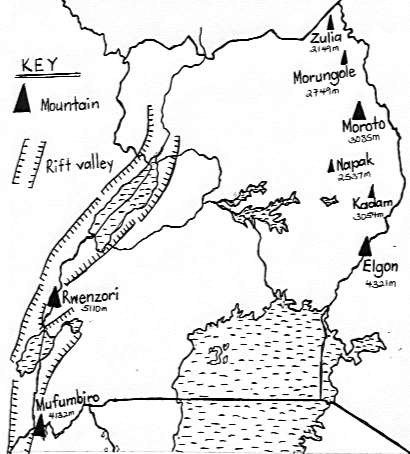 KEY
Mountain
Rift valley
Zulia
2149m
Morungole
2749m
Moroto
3085m
Napak
2537m
Kadam
3054m
Elgon
4321m
Rwenzori
5110m
Mufumbiro
4132m